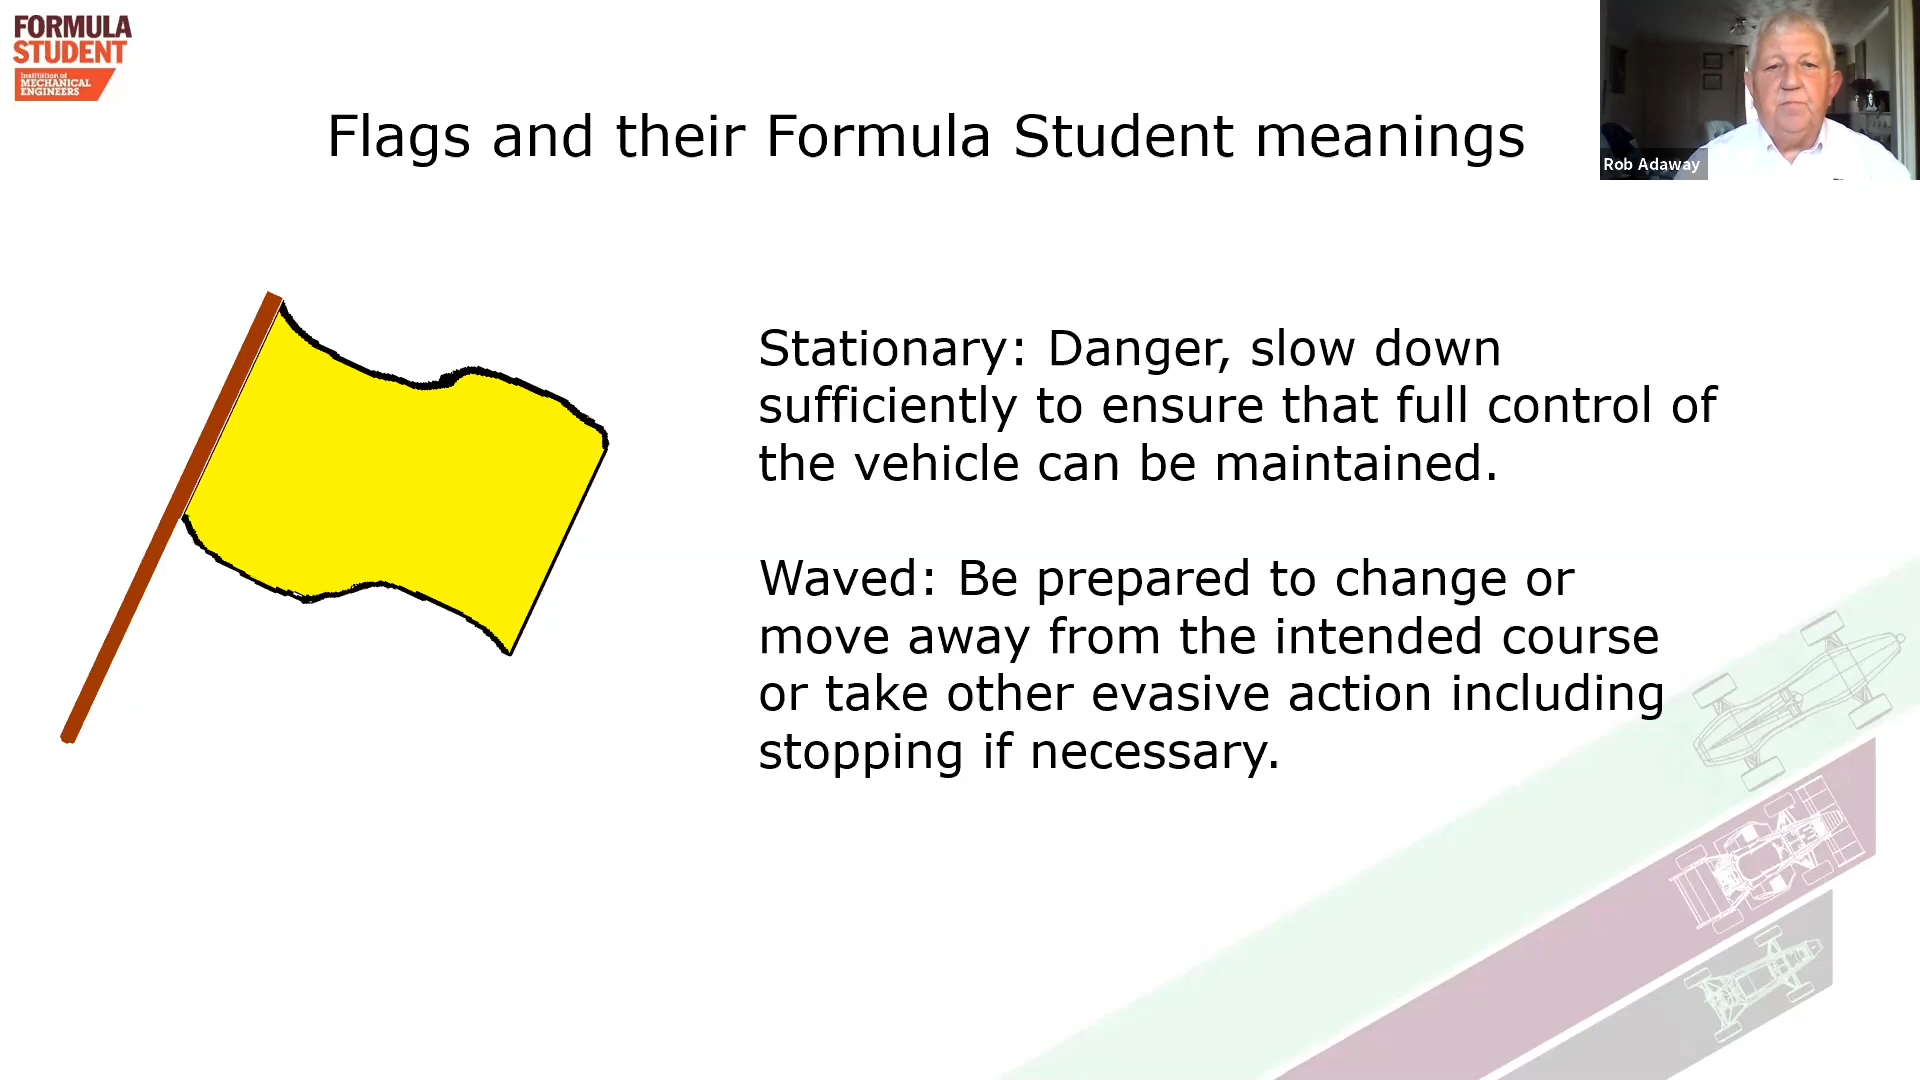 FORMULA
STUDENT
Institution of
MECHANICAL
ENGINEERS
Rob Adaway
Flags and their Formula Student meanings
Stationary: Danger, slow down
sufficiently to ensure that full control of
the vehicle can be maintained.
Waved: Be prepared to change or
move away from the intended course
or take other evasive action including
stopping if necessary.